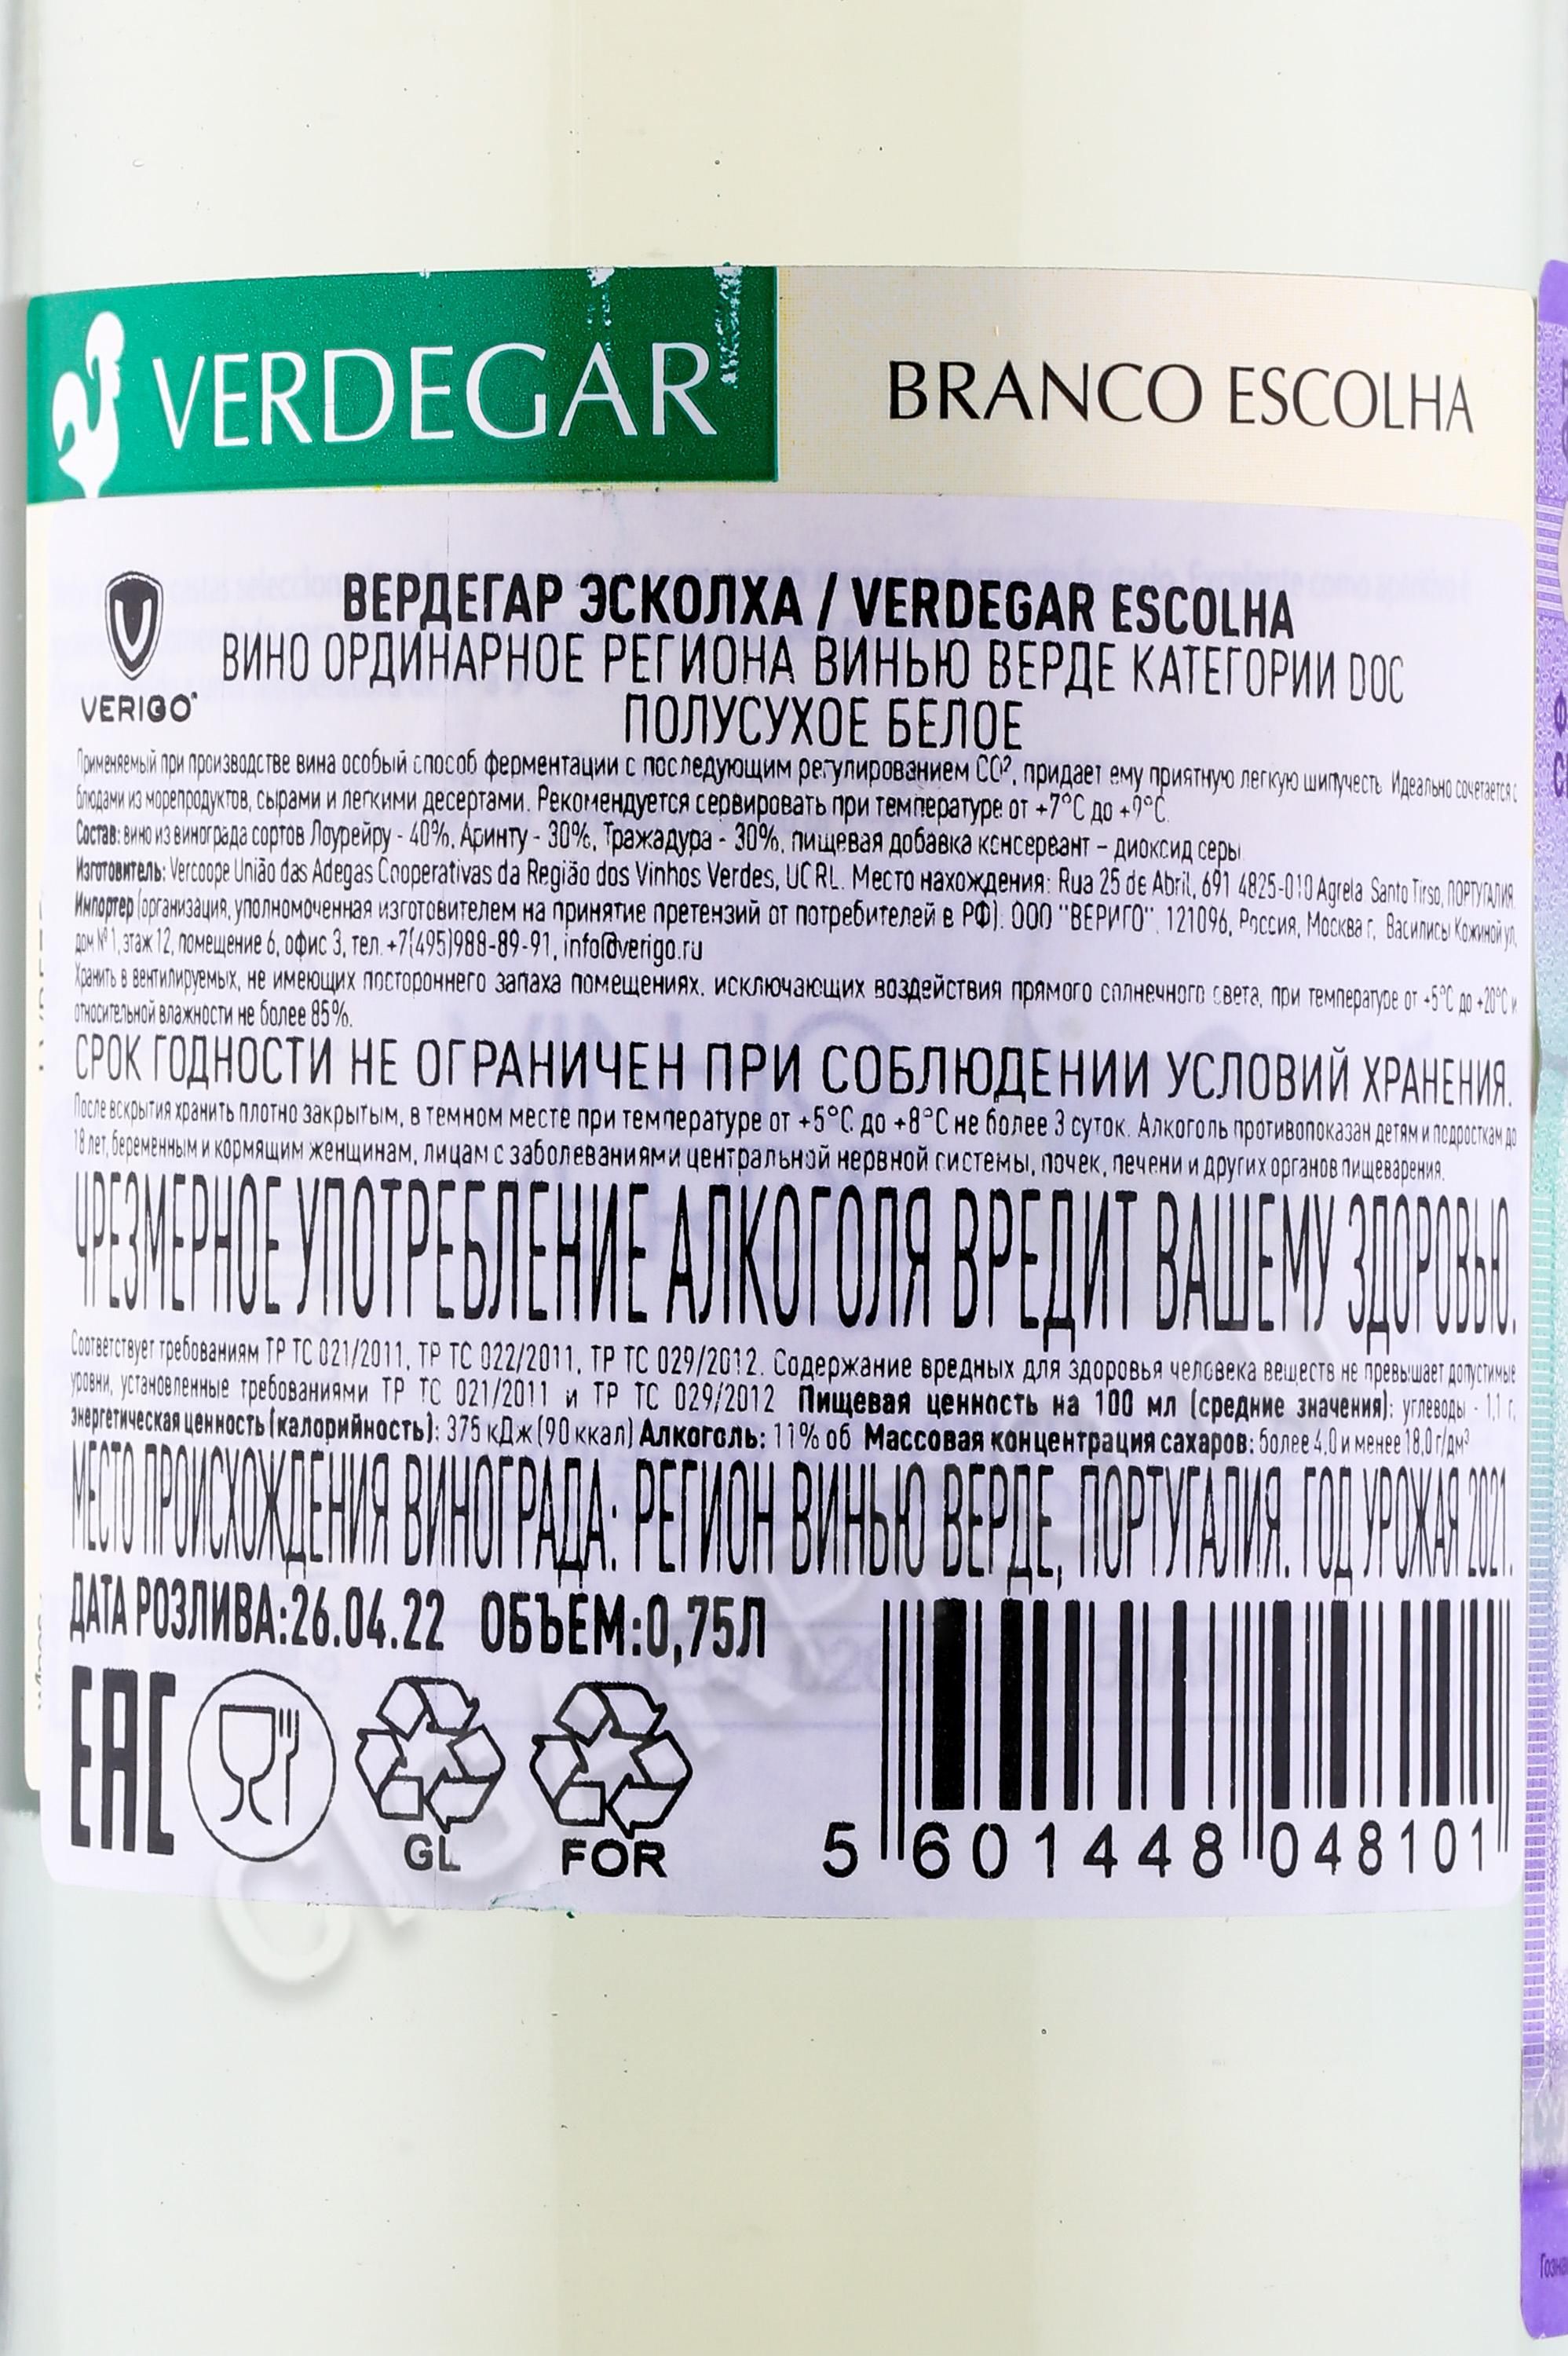 VERDEGAR BRANCO ESCOLHA
VERIGO
ВЕРДЕГАР ЭСКОЛХА / VERDEGAR ESCOLHA
ВИНО ОРДИНАРНОЕ РЕГИОНА ВИНЬЮ ВЕРДЕ КАТЕГОРИИ DOC
ПОЛУСУХОЕ БЕЛОЕ
Применяемый при производстве вина особый способ ферментации с последующим регулированием CO², придает ему приятную легкую шипучесть. Идеально сочетается с
блюдами из морепродуктов, сырами и легкими десертами. Рекомендуется сервировать при температуре от +7°С до +9°С.
Состав: вино из винограда сортов Лоурейру - 40%, Аринту - 30%, Тражадура - 30%, пищевая добавка консервант – диоксид серы
Изготовитель: Vercoope União das Adegas Cooperativas da Região dos Vinhos Verdes, UCRL. Место нахождения: Rua 25 de Abril, 691 4825-010 Agrela Santo Tirso, ПОРТУГАЛИЯ.
Импортер (организация, уполномоченная изготовителем на принятие претензий от потребителей в РФ): ООО "ВЕРИГО", 121096, Россия, Москва г, Василисы Кожиной ул,
дом № 1, этаж 12, помещение 6, офис 3, тел. +7(495)988-89-91, info@verigo.ru
Хранить в вентилируемых, не имеющих постороннего запаха помещениях, исключающих воздействия прямого солнечного света, при температуре от +5°С до +20°С и
относительной влажности не более 85%.
СРОК ГОДНОСТИ НЕ ОГРАНИЧЕН ПРИ СОБЛЮДЕНИИ УСЛОВИЙ ХРАНЕНИЯ.
После вскрытия хранить плотно закрытым, в темном месте при температуре от +5°С до +8°С не более 3 суток. Алкоголь противопоказан детям и подросткам до
18 лет, беременным и кормящим женщинам, лицам с заболеваниями центральной нервной системы, почек, печени и других органов пищеварения.
ЧРЕЗМЕРНОЕ УПОТРЕБЛЕНИЕ АЛКОГОЛЯ ВРЕДИТ ВАШЕМУ ЗДОРОВЬЮ.
Соответствует требованиям ТР ТС 021/2011, ТР ТС 022/2011, ТР ТС 029/2012. Содержание вредных для здоровья человека веществ не превышает допустимые
уровни, установленные требованиями ТР ТС 021/2011 и ТР ТС 029/2012 Пищевая ценность на 100 мл (средние значения): углеводы - 1,1 г,
энергетическая ценность (калорийность): 375 кДж (90 ккал) Алкоголь: 11% об Массовая концентрация сахаров: более 4,0 и менее 18,0 г/дм³
МЕСТО ПРОИСХОЖДЕНИЯ ВИНОГРАДА: РЕГИОН ВИНЬЮ ВЕРДЕ, ПОРТУГАЛИЯ. ГОД УРОЖАЯ 2021.
ДАТА РОЗЛИВА:26.04.22 ОБЪЕМ:0,75Л
EAC
GL FOR
5 601448 048101